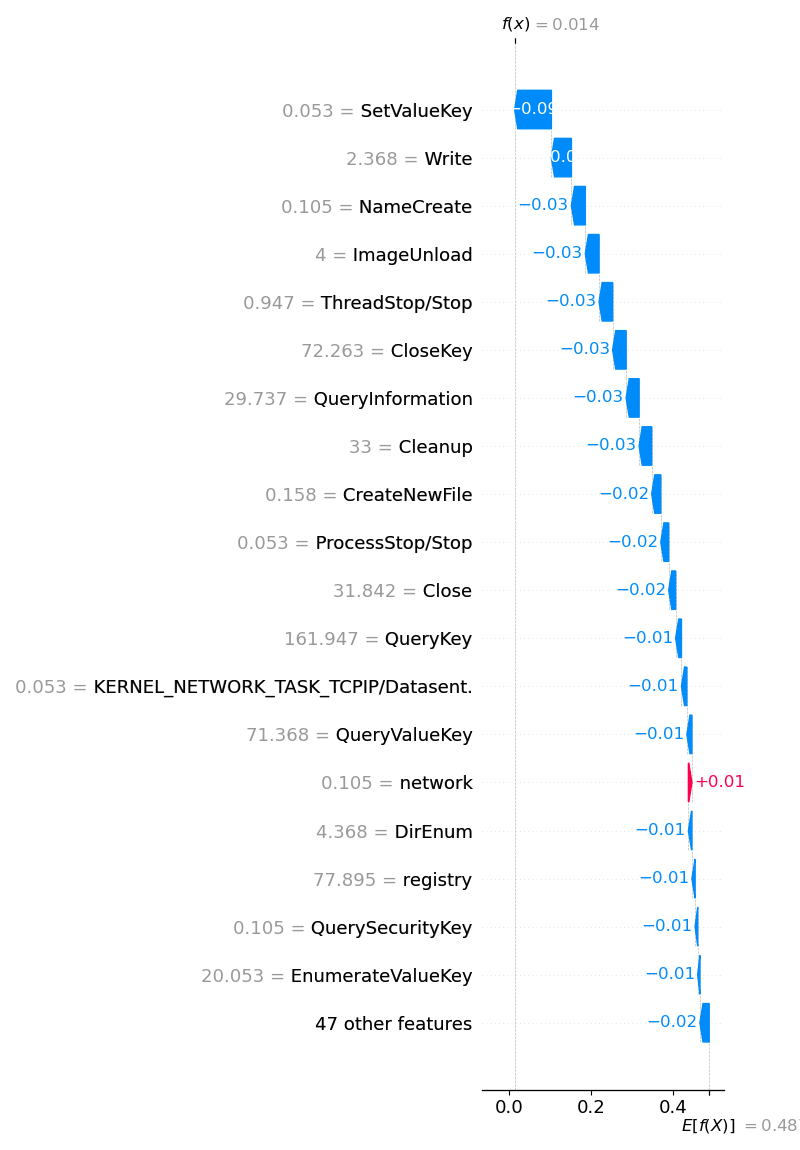 f(x) = 0.014
0.053 = SetValueKey −0.09
2.368 = Write
0.105 = NameCreate −0.03
4 = ImageUnload −0.03
0.947 = ThreadStop/Stop −0.03
72.263 = CloseKey −0.03
29.737 = QueryInformation −0.03
33 = Cleanup −0.03
0.158 = CreateNewFile −0.02
0.053 = ProcessStop/Stop −0.02
31.842 = Close −0.02
161.947 = QueryKey −0.01
0.053 = KERNEL_NETWORK_TASK_TCPIP/Datasent. −0.01
71.368 = QueryValueKey −0.01
0.105 = network +0.01
4.368 = DirEnum −0.01
77.895 = registry −0.01
0.105 = QuerySecurityKey −0.01
20.053 = EnumerateValueKey −0.01
47 other features −0.02
0.0 0.2 0.4
E[f(X)] = 0.487